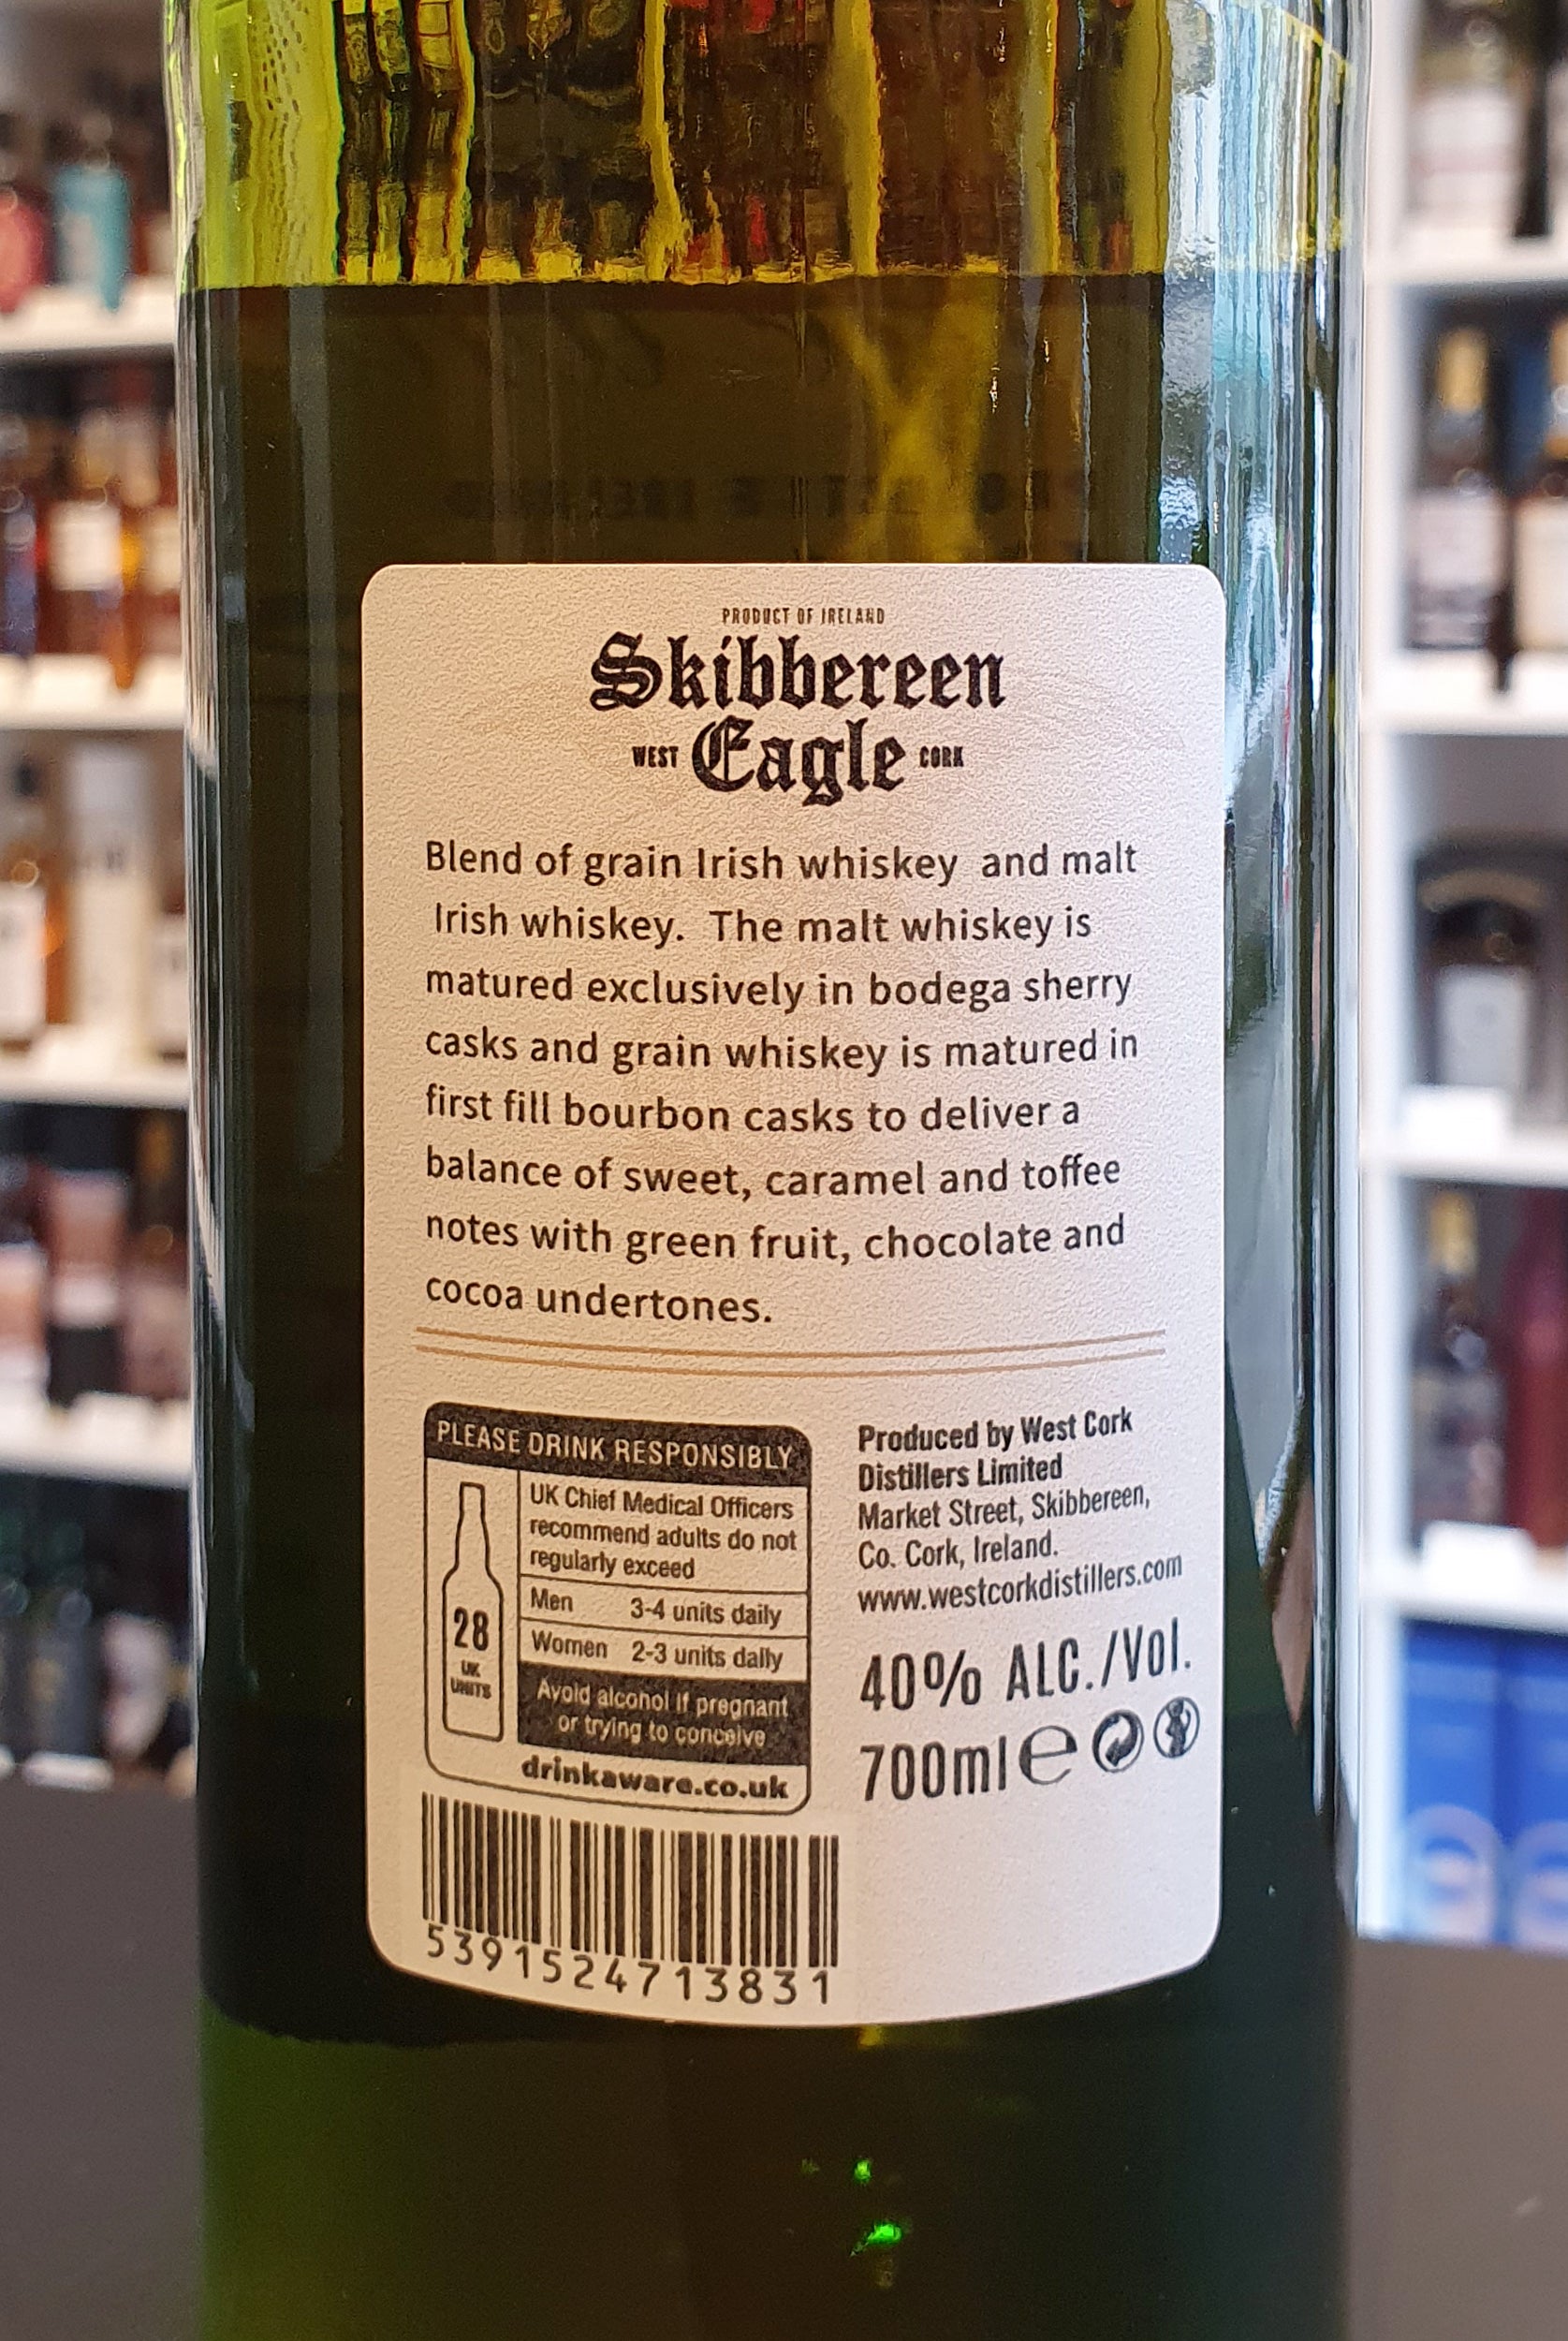 PRODUCT OF IRELAND
Skibbereen
WEST Eagle CORK
Blend of grain Irish whiskey and malt
Irish whiskey. The malt whiskey is
matured exclusively in bodega sherry
casks and grain whiskey is matured in
first fill bourbon casks to deliver a
balance of sweet, caramel and toffee
notes with green fruit, chocolate and
cocoa undertones.
PLEASE DRINK RESPONSIBLY
UK Chief Medical Officers
recommend adults do not
regularly exceed
Men 3-4 units daily
Women 2-3 units daily
28
UK
UNITS
Avoid alcohol if pregnant
or trying to conceive
drinkaware.co.uk
5391524713831
Produced by West Cork
Distillers Limited
Market Street, Skibbereen,
Co. Cork, Ireland.
www.westcorkdistillers.com
40% ALC./Vol.
700ml e